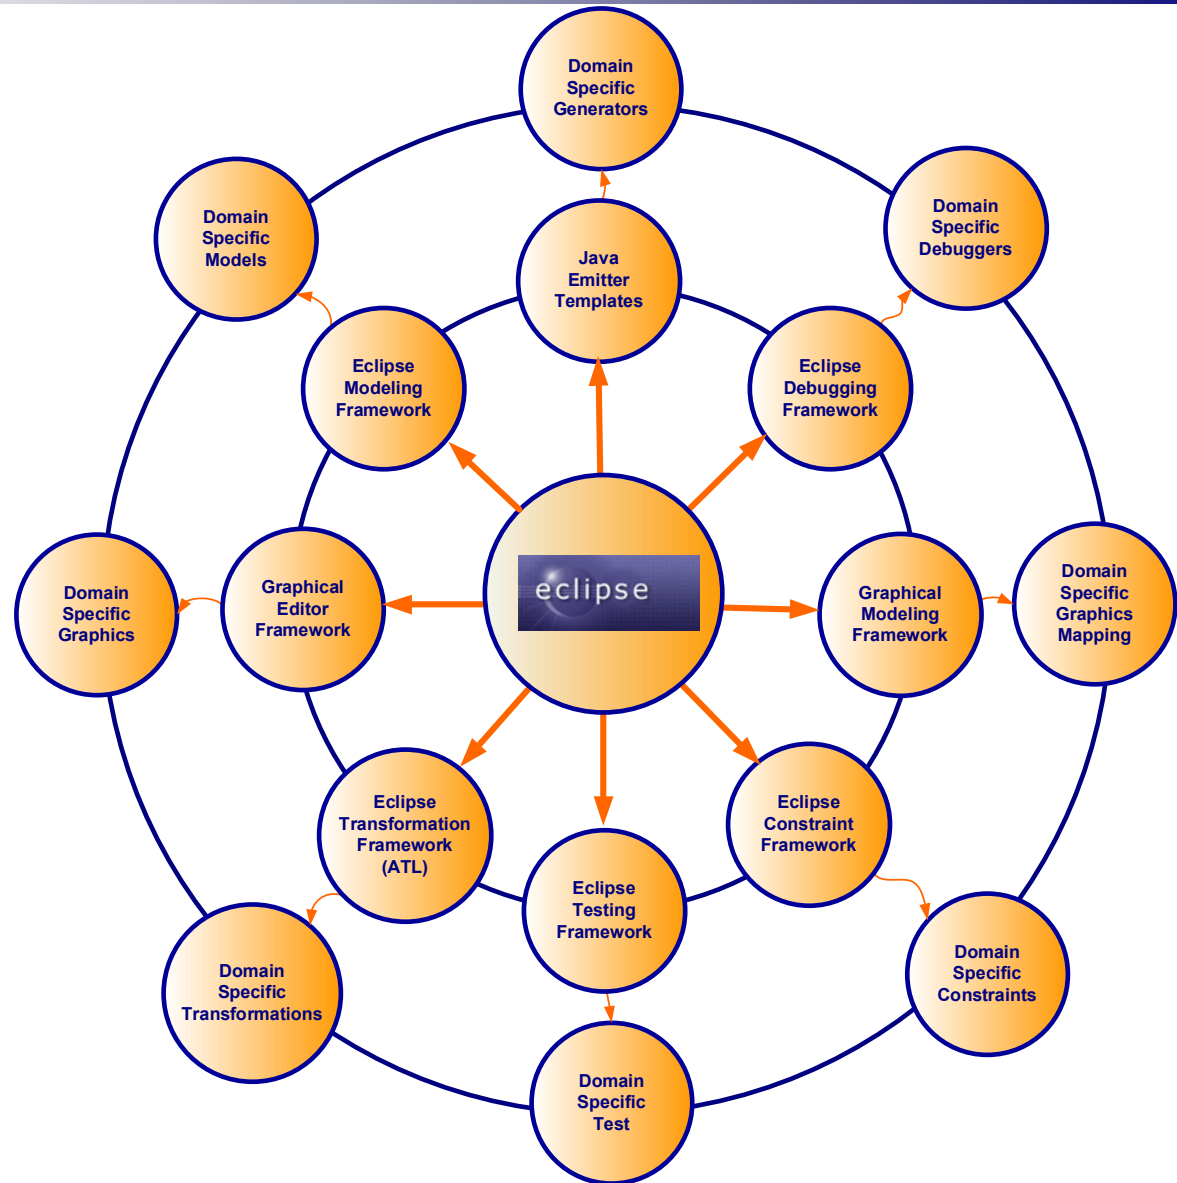 Domain
Specific
Generators
Domain
Specific
Models
Domain
Specific
Debuggers
Java
Emitter
Templates
Eclipse
Modeling
Framework
Eclipse
Debugging
Framework
eclipse
Domain
Specific
Graphics
Graphical
Editor
Framework
Graphical
Modeling
Framework
Domain
Specific
Graphics
Mapping
Eclipse
Transformation
Framework
(ATL)
Eclipse
Constraint
Framework
Eclipse
Testing
Framework
Domain
Specific
Transformations
Domain
Specific
Constraints
Domain
Specific
Test